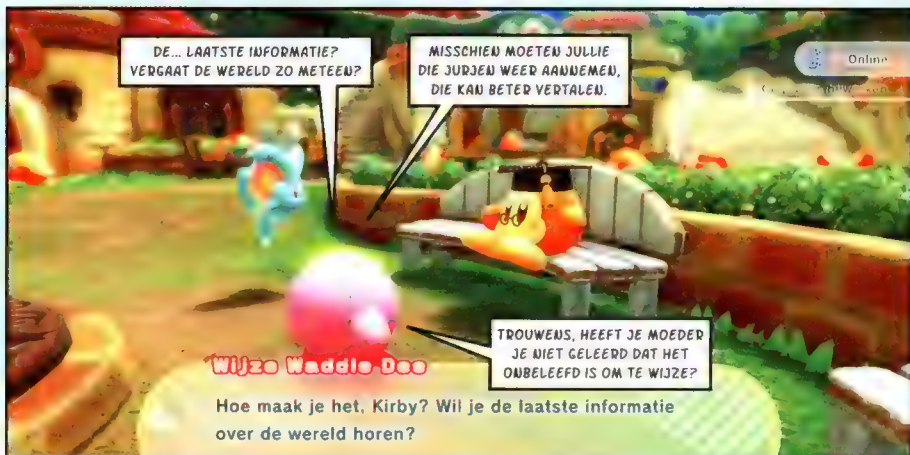 DE... LAATSTE INFORMATIE?
VERGAAT DE WERELD ZO METEEN?
MISSCHIEN MOETEN JULLIE
DIE JURJEN WEER AANNEMEN,
DIE KAN BETER VERTALEN.
Online
TROUWENS, HEEFT JE MOEDER
JE NIET GELEERD DAT HET
ONBELEEFD IS OM TE WIJZE?
Wijze Waddle Dee
Hoe maak je het, Kirby? Wil je de laatste informatie
over de wereld horen?